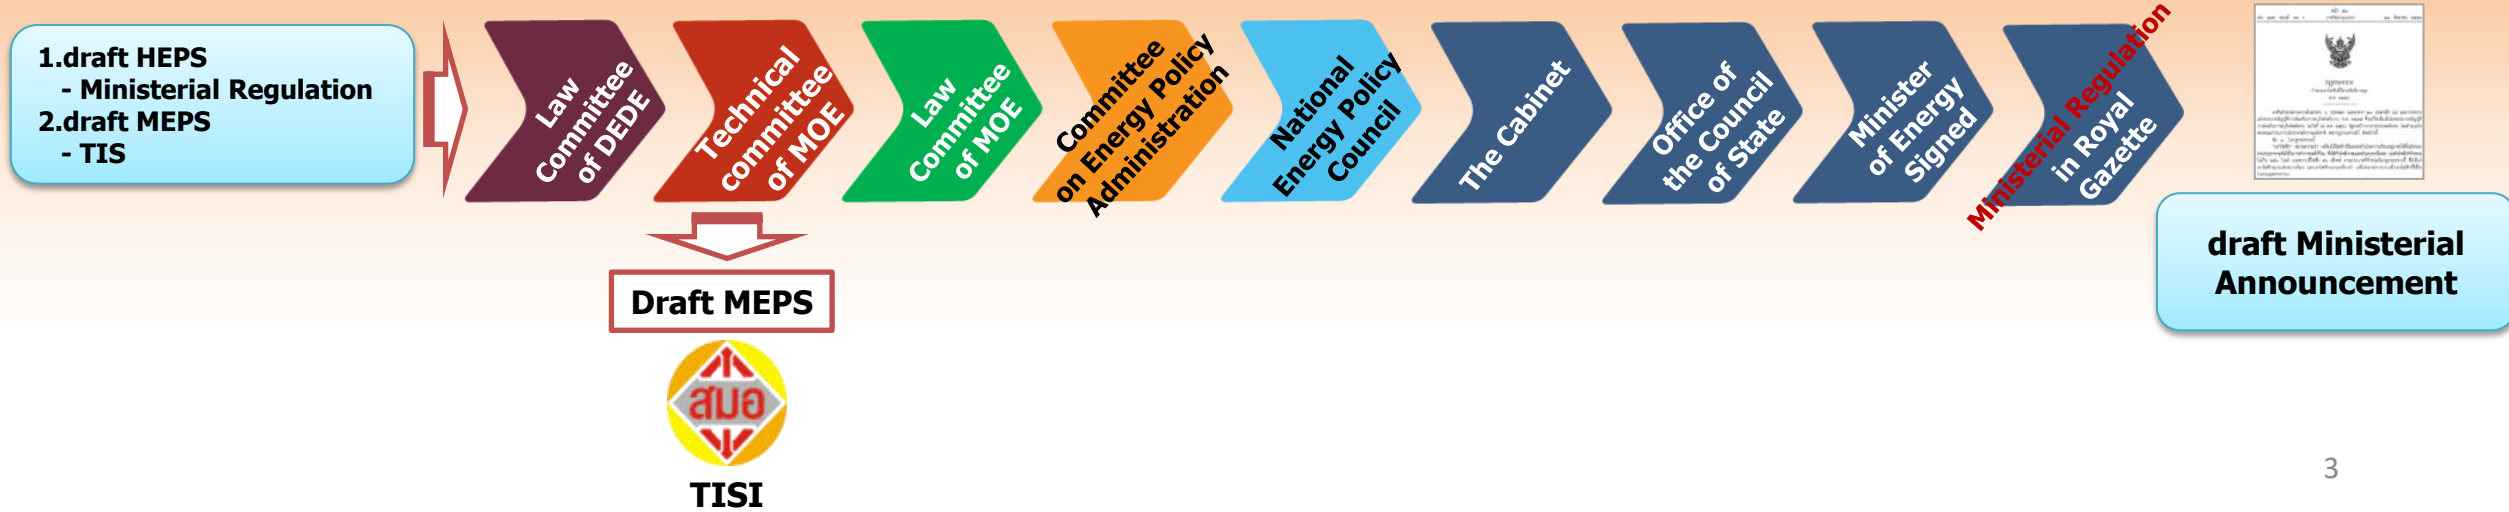 1.draft HEPS
- Ministerial Regulation
2.draft MEPS
- TIS
Law
Committee
of DEDE
Technical
committee
of MOE
Law
Committee
of MOE
Committee
on Energy Policy
Administration
National
Energy Policy
Council
The Cabinet
Office of
the Council
of State
Minister
of Energy
Signed
Ministerial Regulation
in Royal
Gazette
draft Ministerial
Announcement
Draft MEPS
สมอ
TISI
3